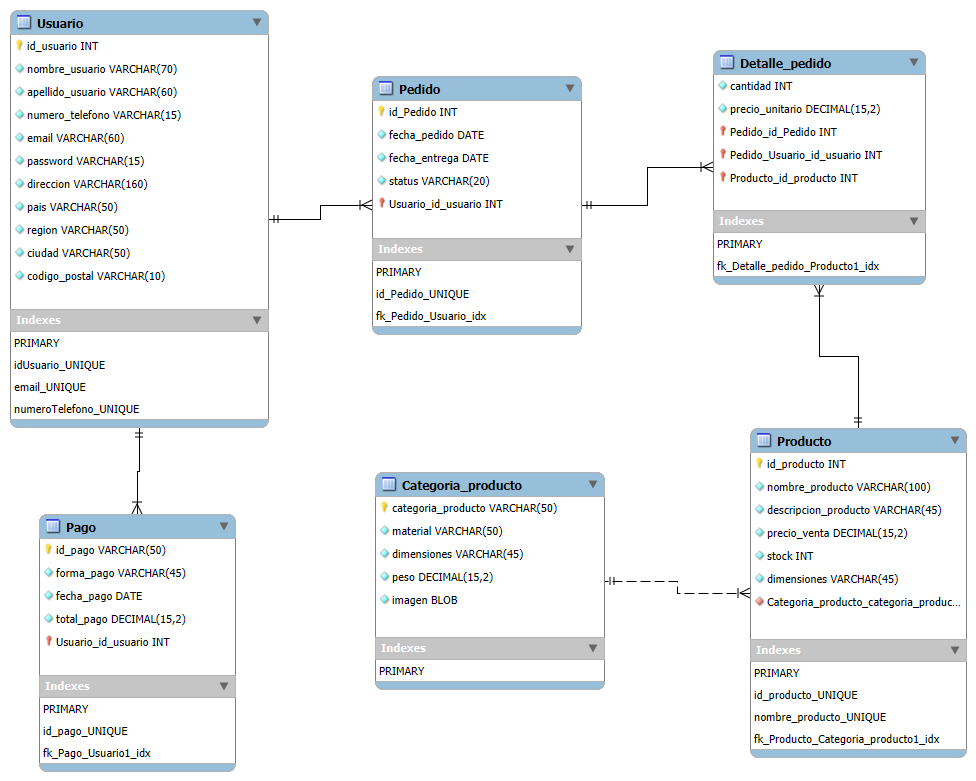 Usuario
id_usuario INT
nombre_usuario VARCHAR(70)
apellido_usuario VARCHAR(60)
numero_telefono VARCHAR(15)
email VARCHAR(60)
password VARCHAR(15)
direccion VARCHAR(160)
pais VARCHAR(50)
region VARCHAR(50)
ciudad VARCHAR(50)
codigo_postal VARCHAR(10)
Indexes
PRIMARY
idUsuario_UNIQUE
email_UNIQUE
numeroTelefono_UNIQUE
Pedido
id_Pedido INT
fecha_pedido DATE
fecha_entrega DATE
status VARCHAR(20)
Usuario_id_usuario INT
Indexes
PRIMARY
id_Pedido_UNIQUE
fk_Pedido_Usuario_idx
Detalle_pedido
cantidad INT
precio_unitario DECIMAL(15,2)
Pedido_id_Pedido INT
Pedido_Usuario_id_usuario INT
Producto_id_producto INT
Indexes
PRIMARY
fk_Detalle_pedido_Producto1_idx
Pago
id_pago VARCHAR(50)
forma_pago VARCHAR(45)
fecha_pago DATE
total_pago DECIMAL(15,2)
Usuario_id_usuario INT
Indexes
PRIMARY
id_pago_UNIQUE
fk_Pago_Usuario1_idx
Categoria_producto
categoria_producto VARCHAR(50)
material VARCHAR(50)
dimensiones VARCHAR(45)
peso DECIMAL(15,2)
imagen BLOB
Indexes
PRIMARY
Producto
id_producto INT
nombre_producto VARCHAR(100)
descripcion_producto VARCHAR(45)
precio_venta DECIMAL(15,2)
stock INT
dimensiones VARCHAR(45)
Categoria_producto_categoria_produc...
Indexes
PRIMARY
id_producto_UNIQUE
nombre_producto_UNIQUE
fk_Producto_Categoria_producto1_idx